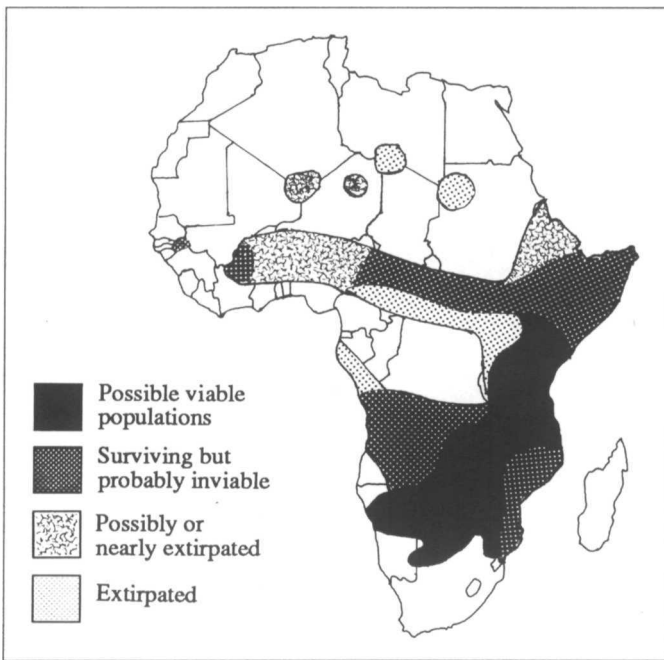 Possible viable
populations
Surviving but
probably inviable
Possibly or
nearly extirpated
Extirpated